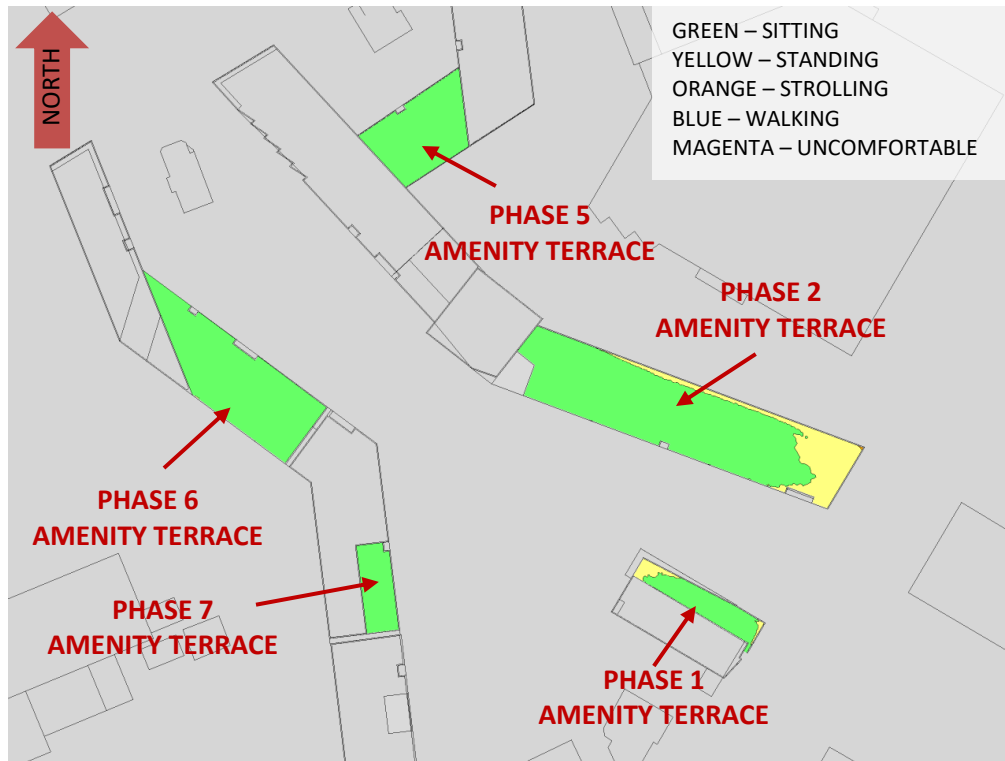 NORTH
GREEN – SITTING
YELLOW – STANDING
ORANGE – STROLLING
BLUE – WALKING
MAGENTA – UNCOMFORTABLE
PHASE 5
AMENITY TERRACE
PHASE 2
AMENITY TERRACE
PHASE 6
AMENITY TERRACE
PHASE 7
AMENITY TERRACE
PHASE 1
AMENITY TERRACE